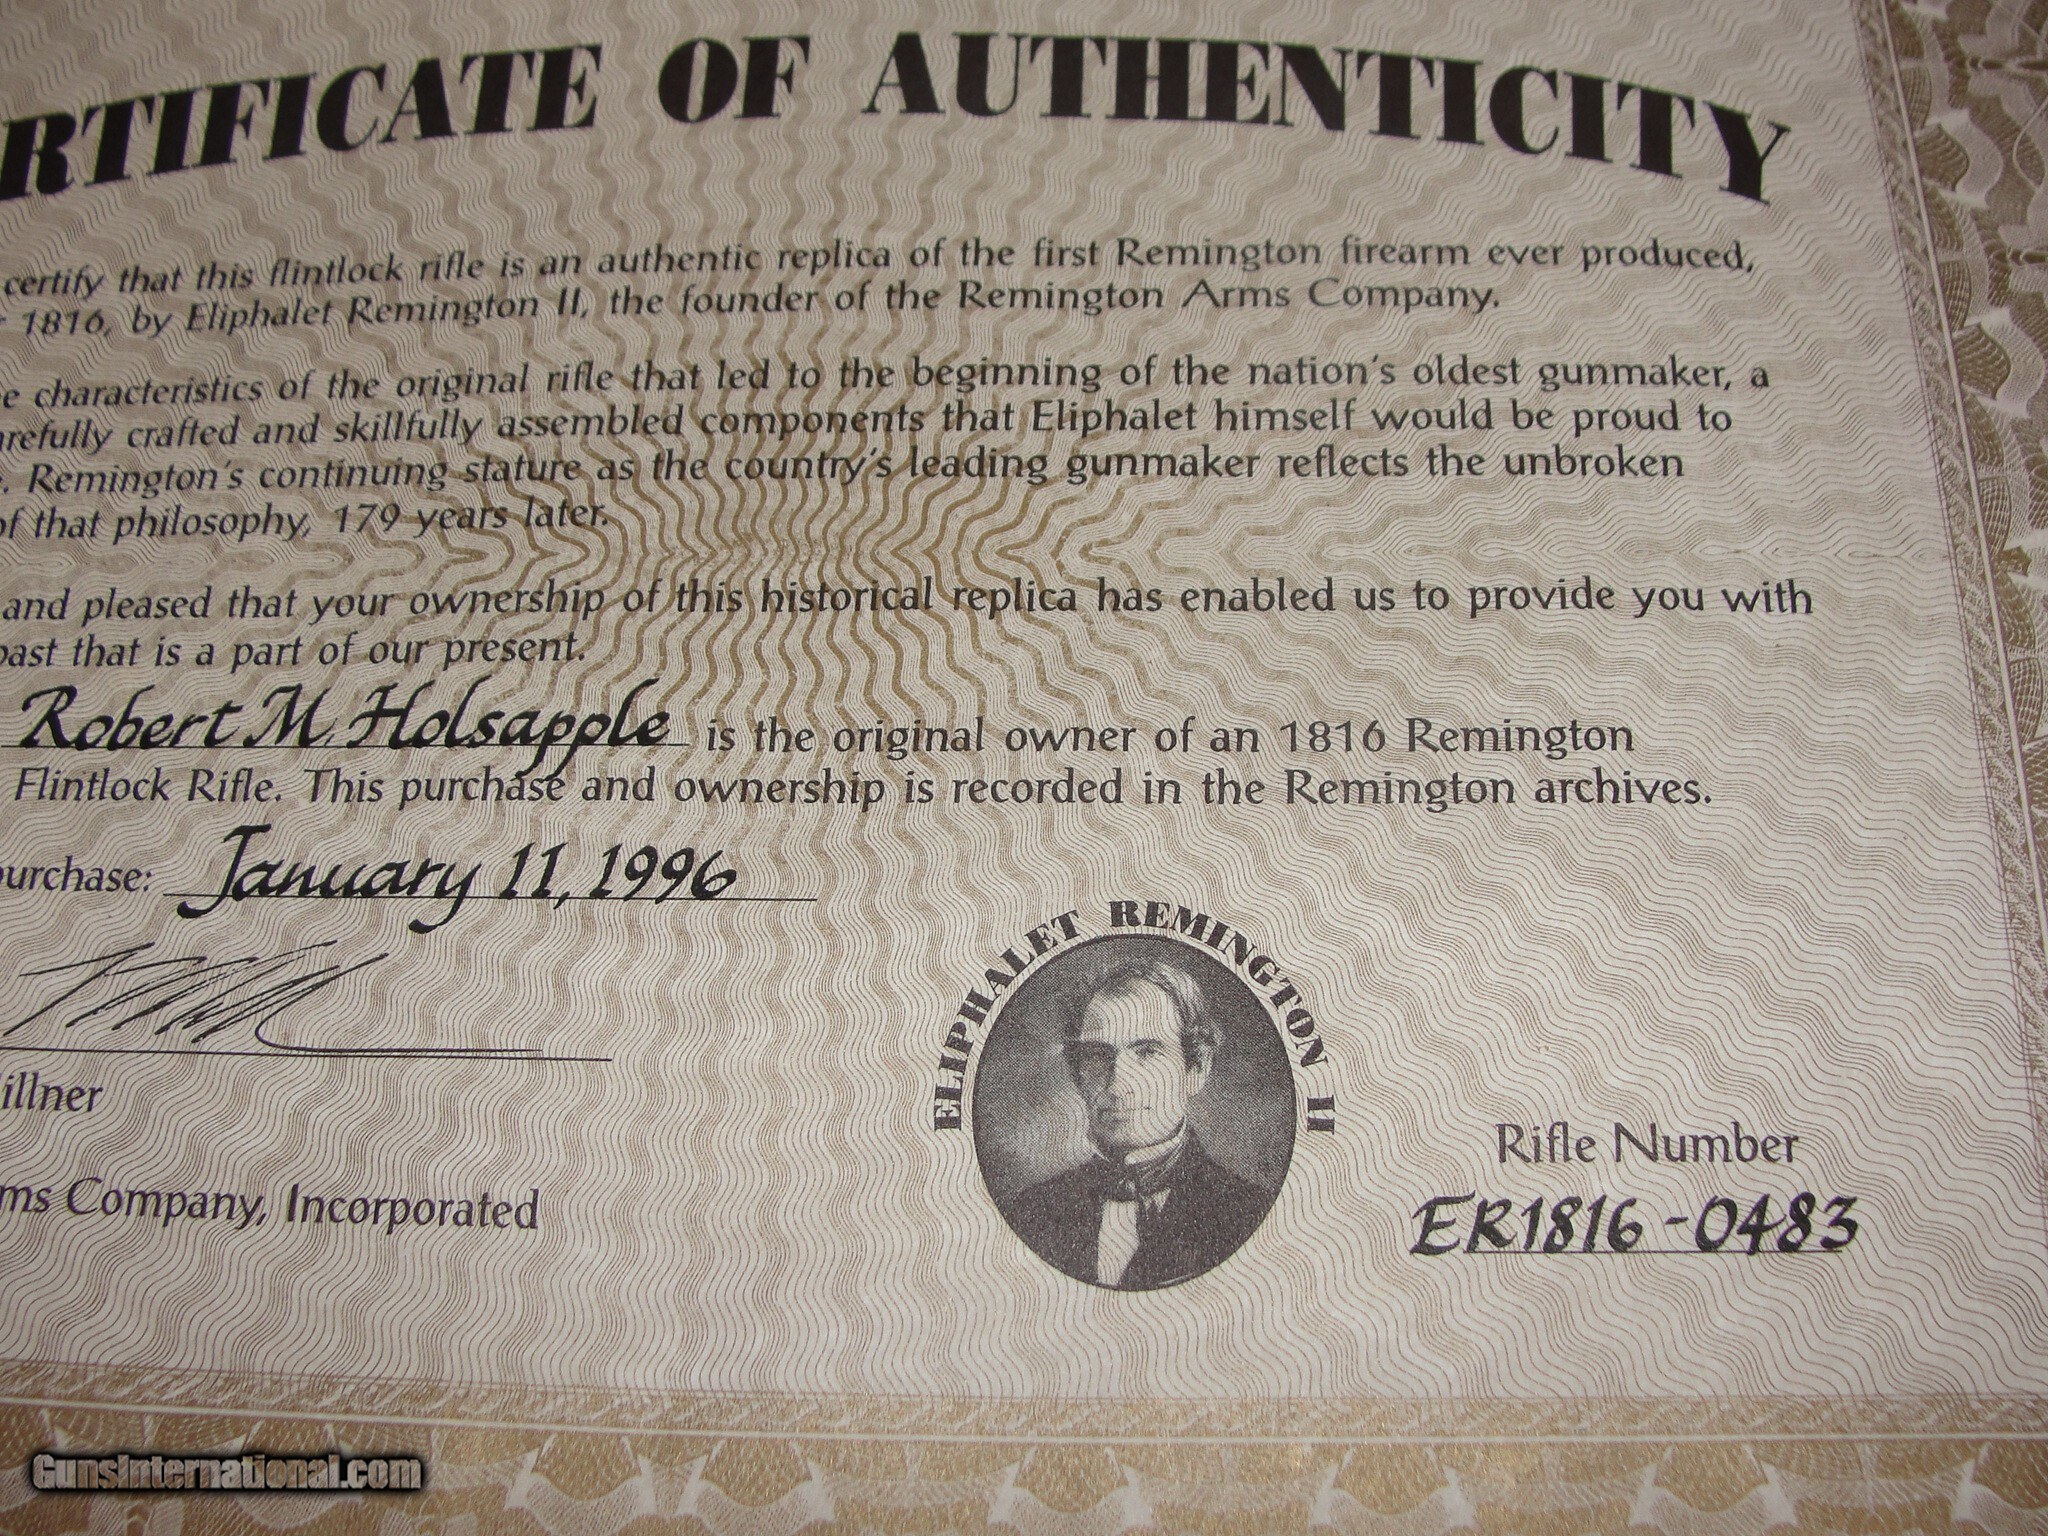 RTIFICATE OF AUTHENTICITY
certify that this flintlock rifle is an authentic replica of the first Remington firearm ever produced,
1816, by Eliphalet Remington II, the founder of the Remington Arms Company.
e characteristics of the original rifle that led to the beginning of the nation's oldest gunmaker, a
arefully crafted and skillfully assembled components that Eliphalet himself would be proud to
. Remington's continuing stature as the country's leading gunmaker reflects the unbroken
of that philosophy, 179 years later.
and pleased that your ownership of this historical replica has enabled us to provide you with
past that is a part of our present.
Robert M. Holsapple is the original owner of an 1816 Remington
Flintlock Rifle. This purchase and ownership is recorded in the Remington archives.
purchase: January 11, 1996
illner
ms Company, Incorporated
ELIPHALET REMINGTON II
Rifle Number
ER1816-0483
GunsInternational.com